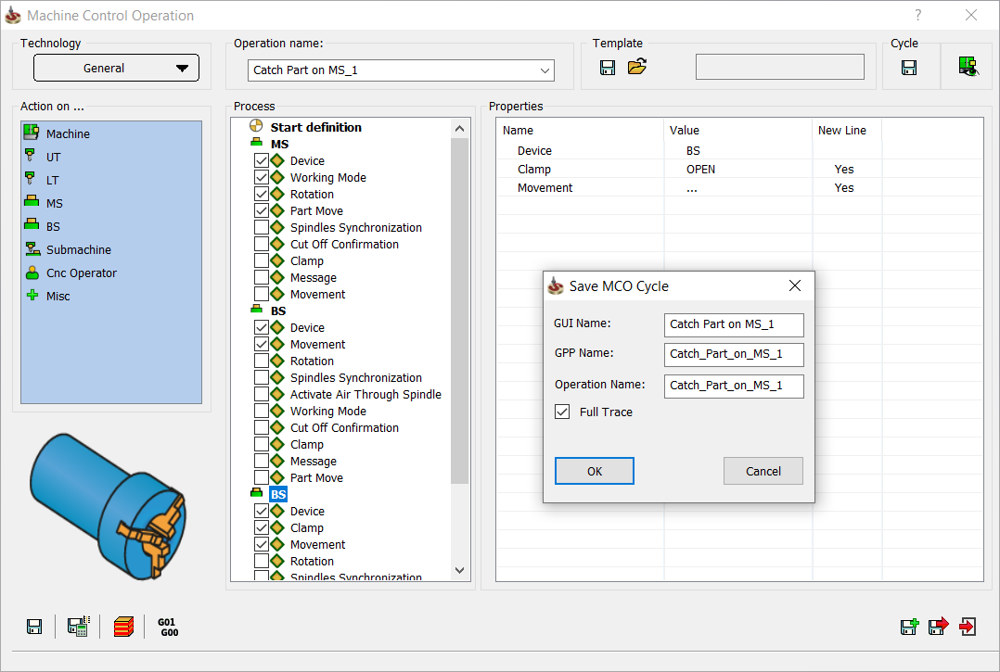 Machine Control Operation
Technology
General
Operation name:
Catch Part on MS_1
Template
Cycle
Action on ...
Machine
UT
LT
MS
BS
Submachine
Cnc Operator
Misc
Process
Start definition
MS
Device
Working Mode
Rotation
Part Move
Spindles Synchronization
Cut Off Confirmation
Clamp
Message
Movement
BS
Device
Movement
Rotation
Spindles Synchronization
Activate Air Through Spindle
Working Mode
Cut Off Confirmation
Clamp
Message
Part Move
BS
Device
Clamp
Movement
Rotation
Spindles Synchronization
Properties
Name Value New Line
Device BS
Clamp OPEN Yes
Movement ... Yes
Save MCO Cycle
GUI Name: Catch Part on MS_1
GPP Name: Catch_Part_on_MS_1
Operation Name: Catch_Part_on_MS_1
Full Trace
OK Cancel
G01
G00